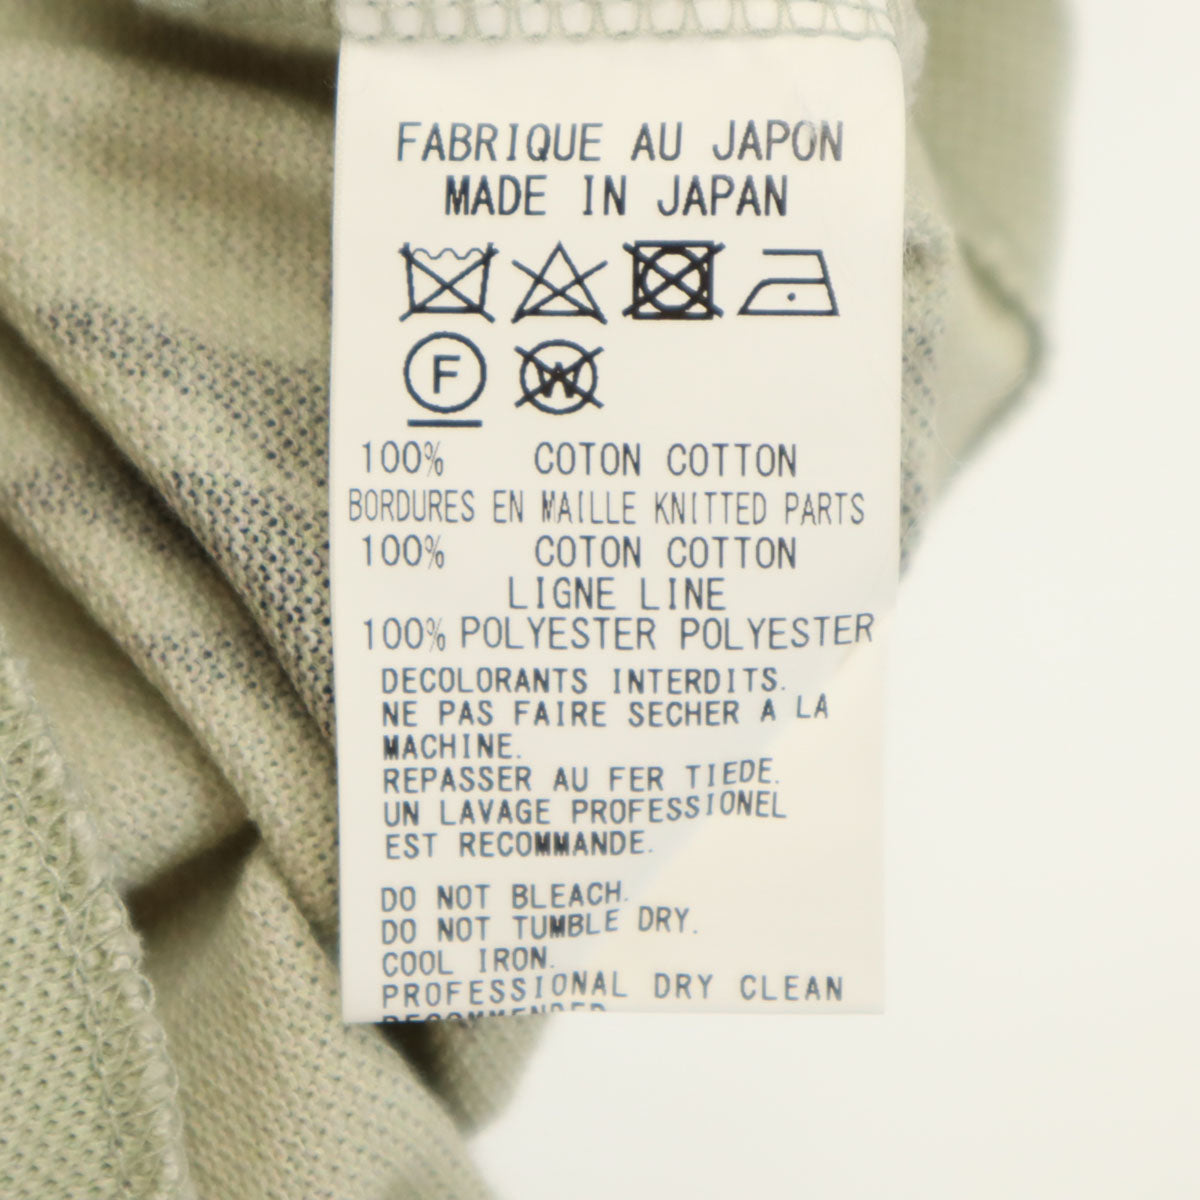 FABRIQUE AU JAPON
MADE IN JAPAN
F W
100% COTON COTTON
BORDURES EN MAILLE KNITTED PARTS
100% COTON COTTON
LIGNE LINE
100% POLYESTER POLYESTER
DECOLORANTS INTERDITS.
NE PAS FAIRE SECHER A LA
MACHINE.
REPASSER AU FER TIEDE.
UN LAVAGE PROFESSIONEL
EST RECOMMANDE.
DO NOT BLEACH.
DO NOT TUMBLE DRY.
COOL IRON.
PROFESSIONAL DRY CLEAN
RECOMMENDED